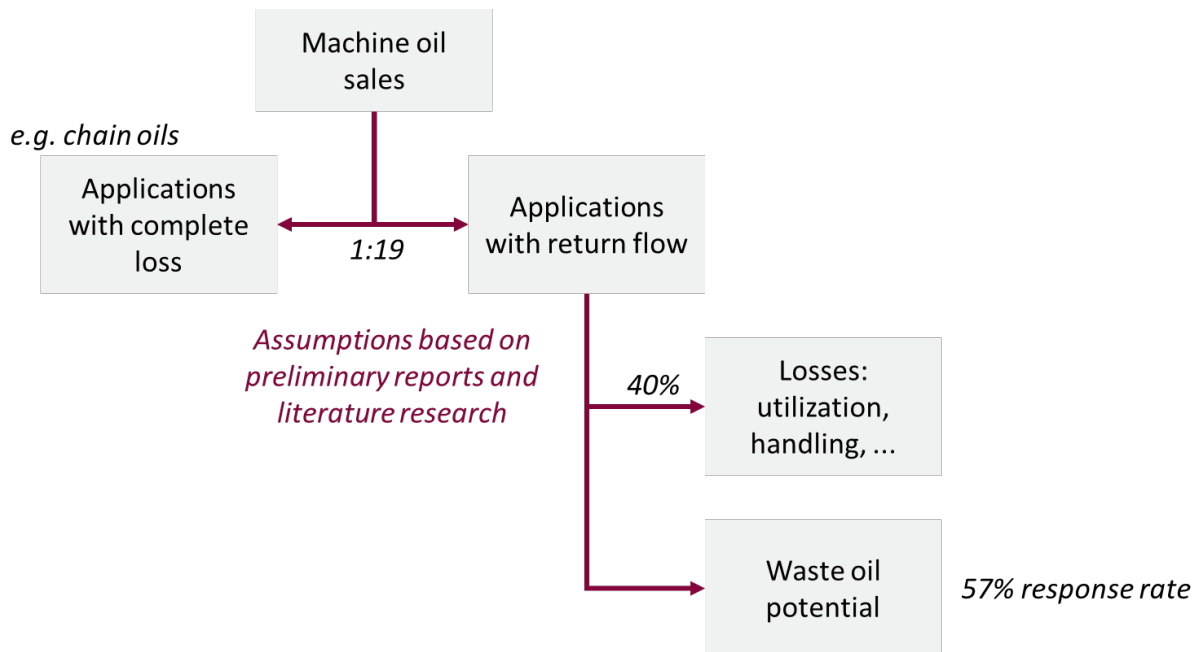 Machine oil
sales
e.g. chain oils
Applications
with complete
loss
1:19
Applications
with return flow
Assumptions based on
preliminary reports and
literature research
40%
Losses:
utilization,
handling, ...
Waste oil
potential
57% response rate